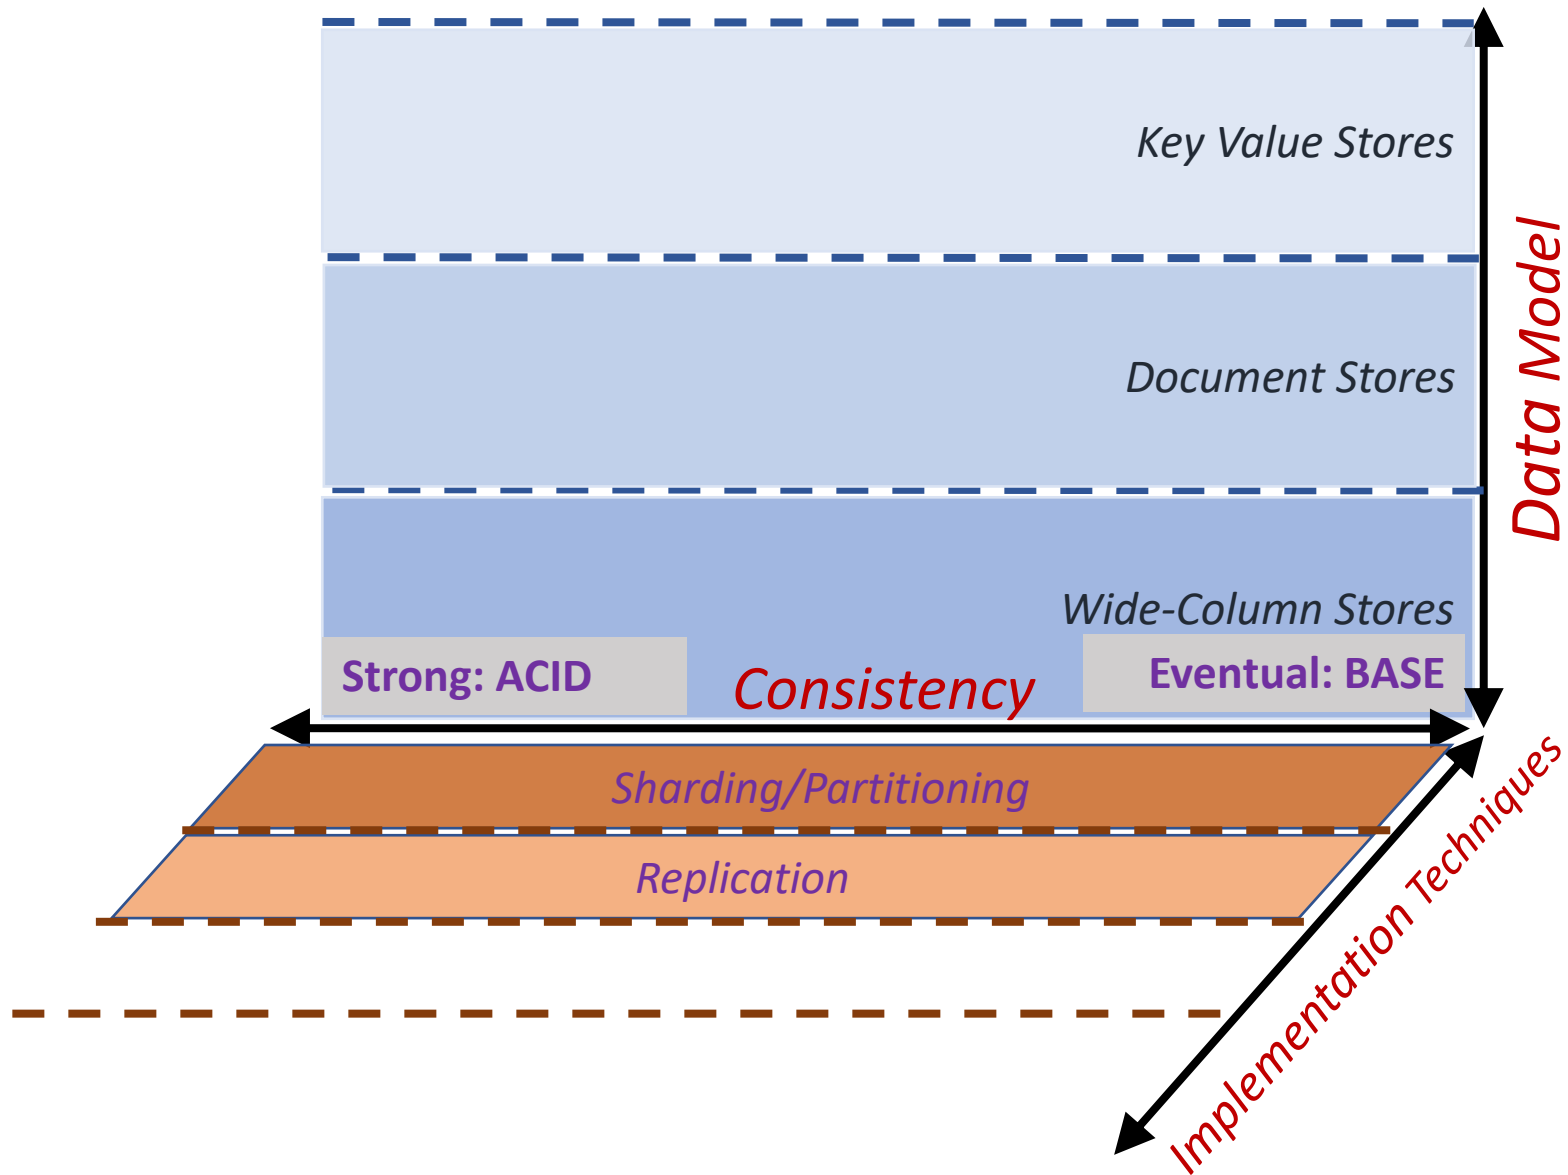 Key Value Stores
Document Stores
Data Model
Wide-Column Stores
Strong: ACID
Consistency
Eventual: BASE
Sharding/Partitioning
Replication
Implementation Techniques